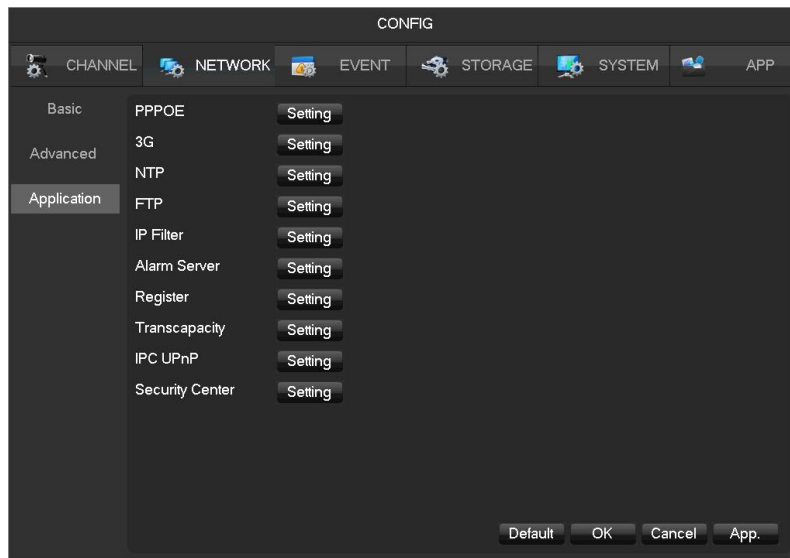 CONFIG
CHANNEL NETWORK EVENT STORAGE SYSTEM APP
Basic
Advanced
Application
PPPOE Setting
3G Setting
NTP Setting
FTP Setting
IP Filter Setting
Alarm Server Setting
Register Setting
Transcapacity Setting
IPC UPnP Setting
Security Center Setting
Default OK Cancel App.